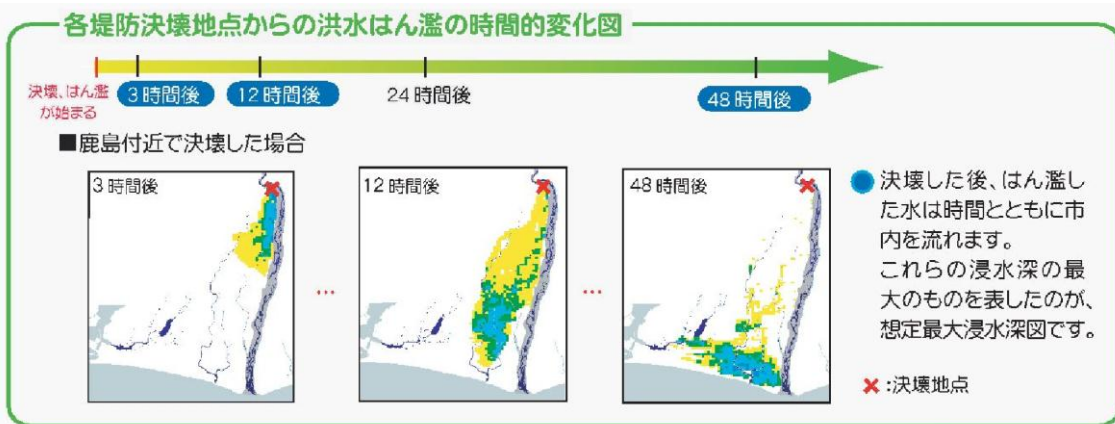 各堤防決壊地点からの洪水はん濫の時間的変化図
決壊、はん濫
が始まる
3時間後
12時間後
24時間後
48時間後
■鹿島付近で決壊した場合
3時間後
12時間後
48時間後
…
…
●決壊した後、はん濫し
た水は時間とともに市
内を流れます。
これらの浸水深の最
大のものを表したのが、
想定最大浸水深図です。
×:決壊地点